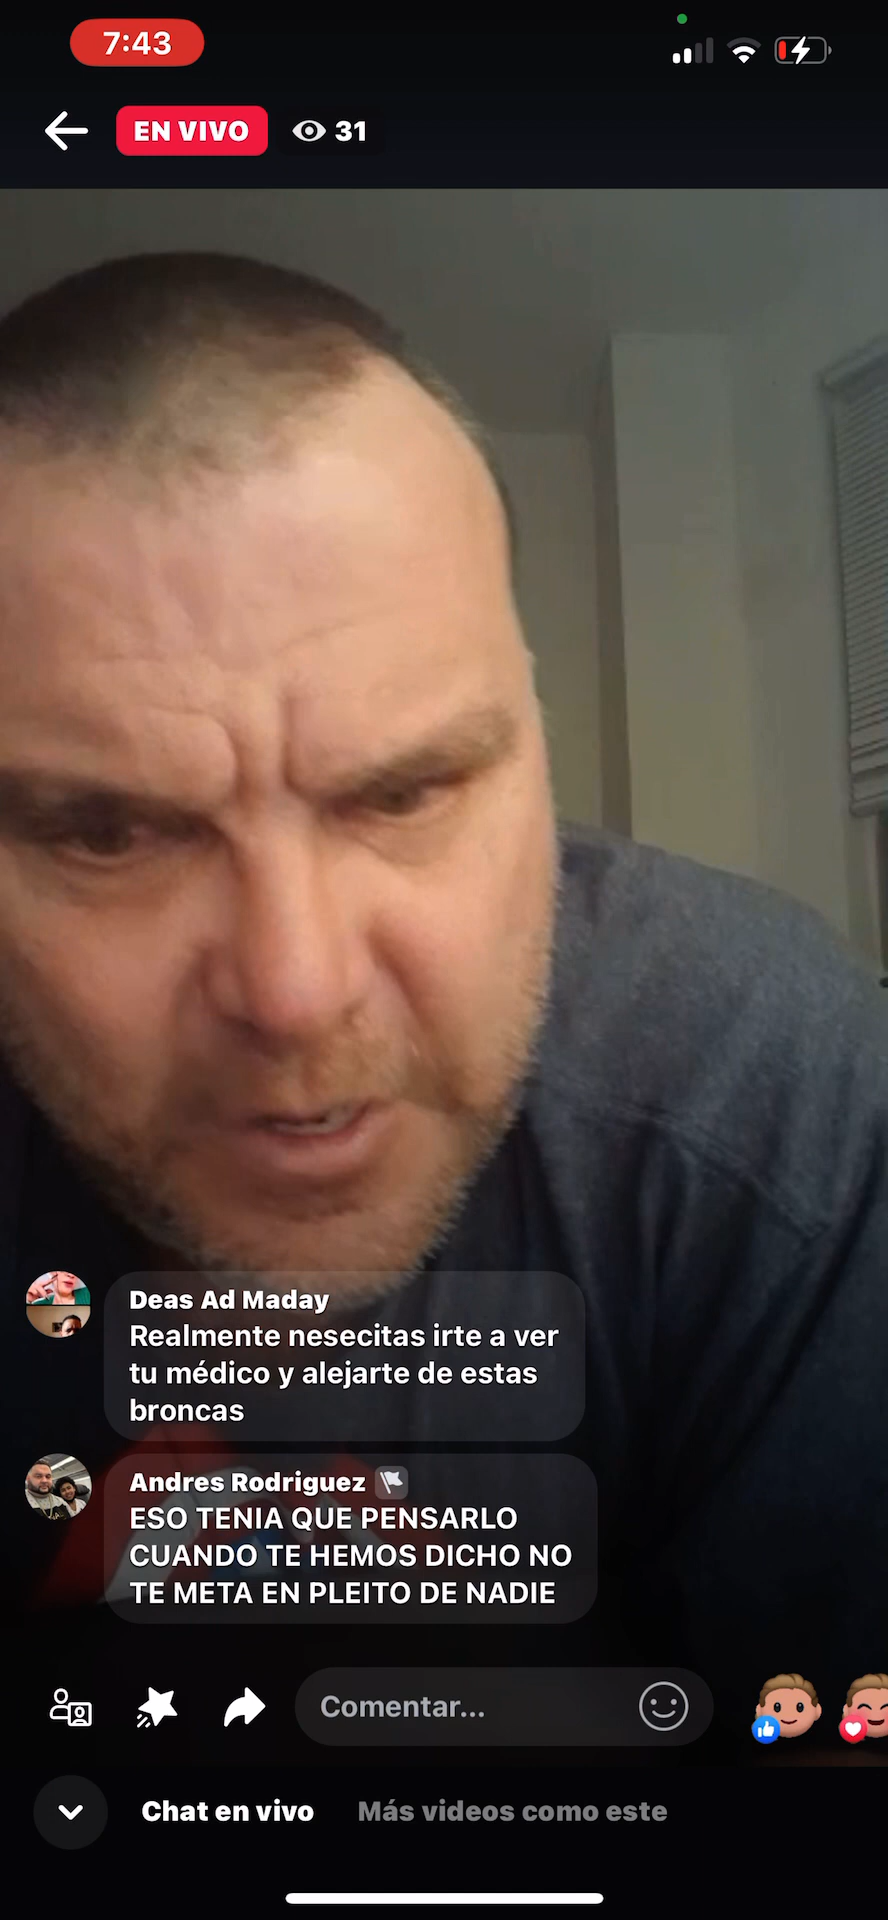 7:43
EN VIVO
31
Deas Ad Maday
Realmente nesecitas irte a ver
tu médico y alejarte de estas
broncas
Andres Rodriguez
ESO TENIA QUE PENSARLO
CUANDO TE HEMOS DICHO NO
TE META EN PLEITO DE NADIE
Comentar...
Chat en vivo
Más videos como este